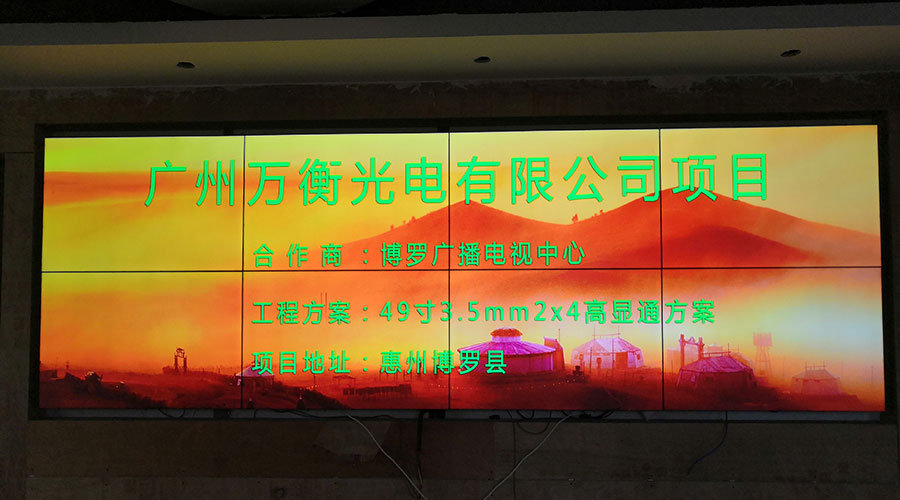 广州万衡光电有限公司项目
合作商：博罗广播电视中心
工程方案：49寸3.5mm2x4高显通方案
项目地址：惠州博罗县